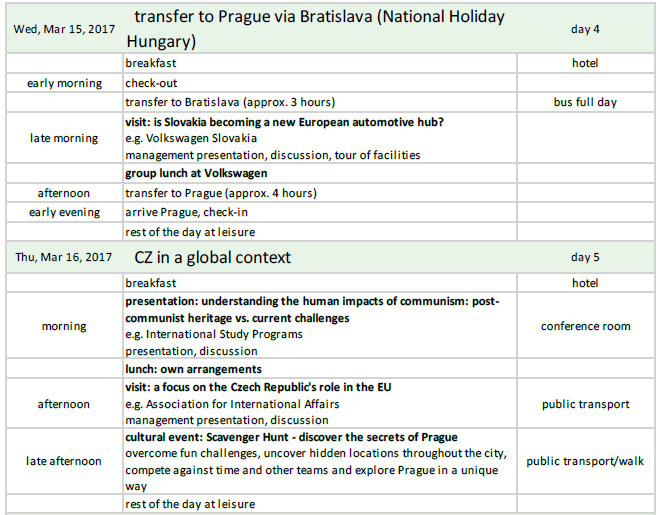 Wed, Mar 15, 2017 transfer to Prague via Bratislava (National Holiday day 4
Hungary)
breakfast hotel
early morning check-out
transfer to Bratislava (approx. 3 hours) bus full day
visit: is Slovakia becoming a new European automotive hub?
late morning e.g. Volkswagen Slovakia
management presentation, discussion, tour of facilities
group lunch at Volkswagen
afternoon transfer to Prague (approx. 4 hours)
early evening arrive Prague, check-in
rest of the day at leisure
Thu, Mar 16, 2017 CZ in a global context day 5
breakfast hotel
presentation: understanding the human impacts of communism: post-
morning communist heritage vs. current challenges conference room
e.g. International Study Programs
presentation, discussion
lunch: own arrangements
visit: a focus on the Czech Republic's role in the EU
afternoon e.g. Association for International Affairs public transport
management presentation, discussion
cultural event: Scavenger Hunt - discover the secrets of Prague
late afternoon overcome fun challenges, uncover hidden locations throughout the city, public transport/walk
compete against time and other teams and explore Prague in a unique
way
rest of the day at leisure